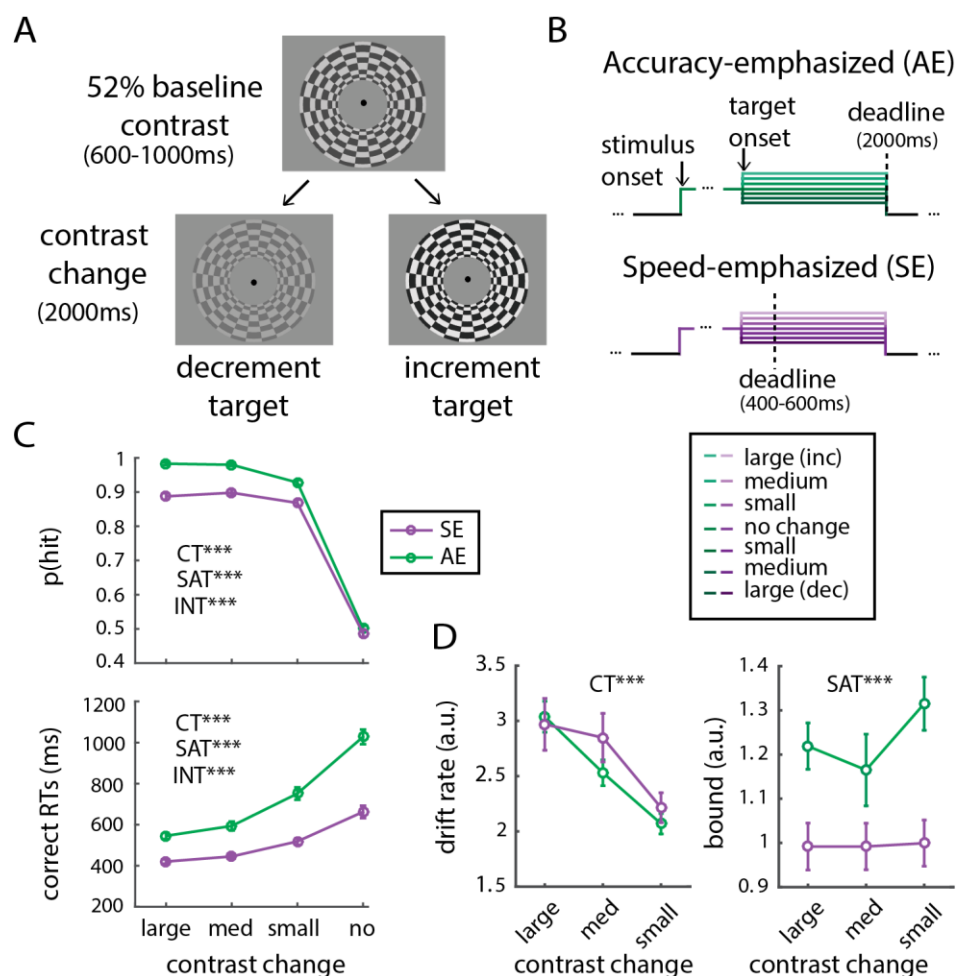 A
52% baseline
contrast
(600-1000ms)
contrast
change
(2000ms)
decrement
target
increment
target
B
Accuracy-emphasized (AE)
target
onset
deadline
(2000ms)
stimulus
onset
...
...
...
Speed-emphasized (SE)
...
...
...
deadline
(400-600ms)
large (inc)
medium
small
no change
small
medium
large (dec)
C
1
0.9
0.8
0.7
0.6
0.5
0.4
p(hit)
CT***
SAT***
INT***
SE
AE
1200
1000
800
600
400
200
correct RTs (ms)
CT***
SAT***
INT***
large
med
small
no
contrast change
D
3.5
3
2.5
2
1.5
drift rate (a.u.)
CT***
large
med
small
contrast change
1.4
1.3
1.2
1.1
1
0.9
bound (a.u.)
SAT***
large
med
small
contrast change